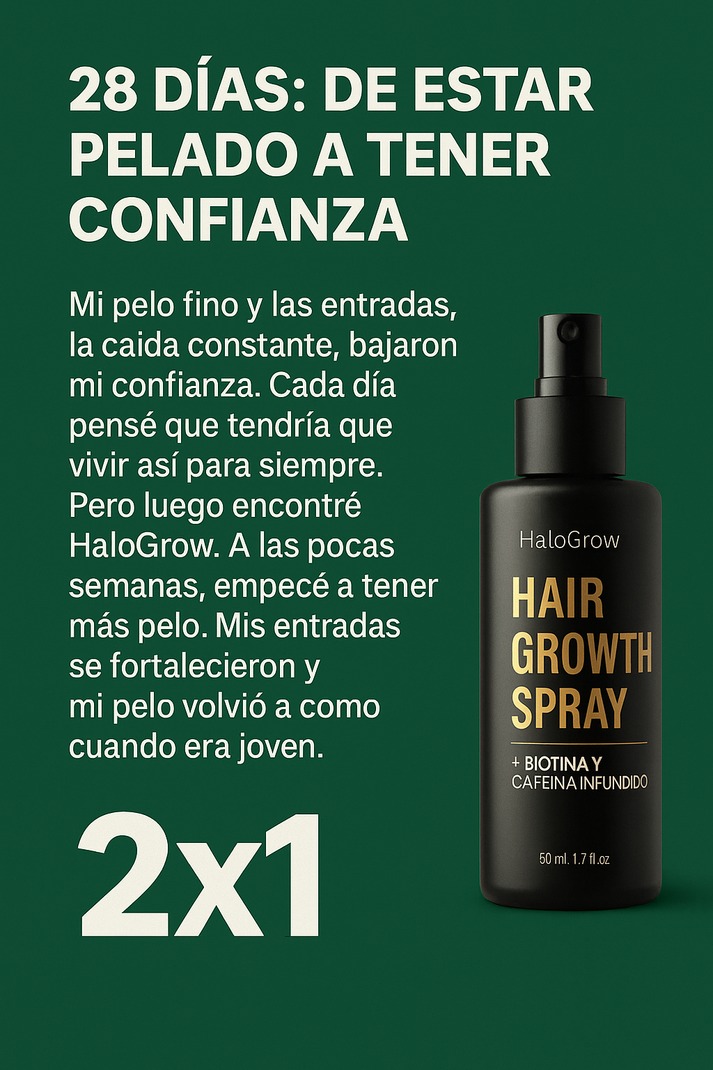 28 DÍAS: DE ESTAR
PELADO A TENER
CONFIANZA
Mi pelo fino y las entradas,
la caida constante, bajaron
mi confianza. Cada día
pensé que tendría que
vivir así para siempre.
Pero luego encontré
HaloGrow. A las pocas
semanas, empecé a tener
más pelo. Mis entradas
se fortalecieron y
mi pelo volvió a como
cuando era joven.
2x1
HaloGrow
HAIR
GROWTH
SPRAY
+ BIOTINA Y
CAFEINA INFUNDIDO
50 ml. 1.7 fl.oz